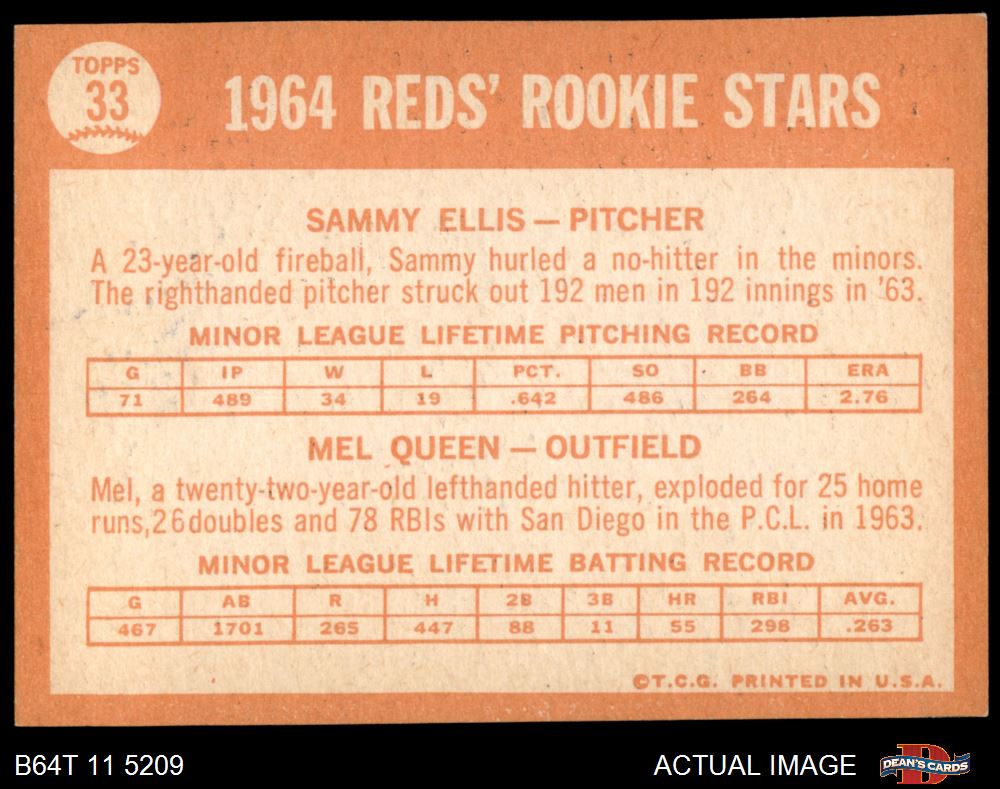 TOPPS
33
1964 REDS' ROOKIE STARS
SAMMY ELLIS — PITCHER
A 23-year-old fireball, Sammy hurled a no-hitter in the minors.
The righthanded pitcher struck out 192 men in 192 innings in '63.
MINOR LEAGUE LIFETIME PITCHING RECORD
G IP W L PCT. SO BB ERA
71 489 34 19 .642 486 264 2.76
MEL QUEEN — OUTFIELD
Mel, a twenty-two-year-old lefthanded hitter, exploded for 25 home
runs,26doubles and 78 RBIs with San Diego in the P.C.L. in 1963.
MINOR LEAGUE LIFETIME BATTING RECORD
G AB R H 2B 3B HR RBI AVG.
467 1701 265 447 88 11 55 298 .263
©T.C.G. PRINTED IN U.S.A.
B64T 11 5209
ACTUAL IMAGE
DEAN'S CARDS